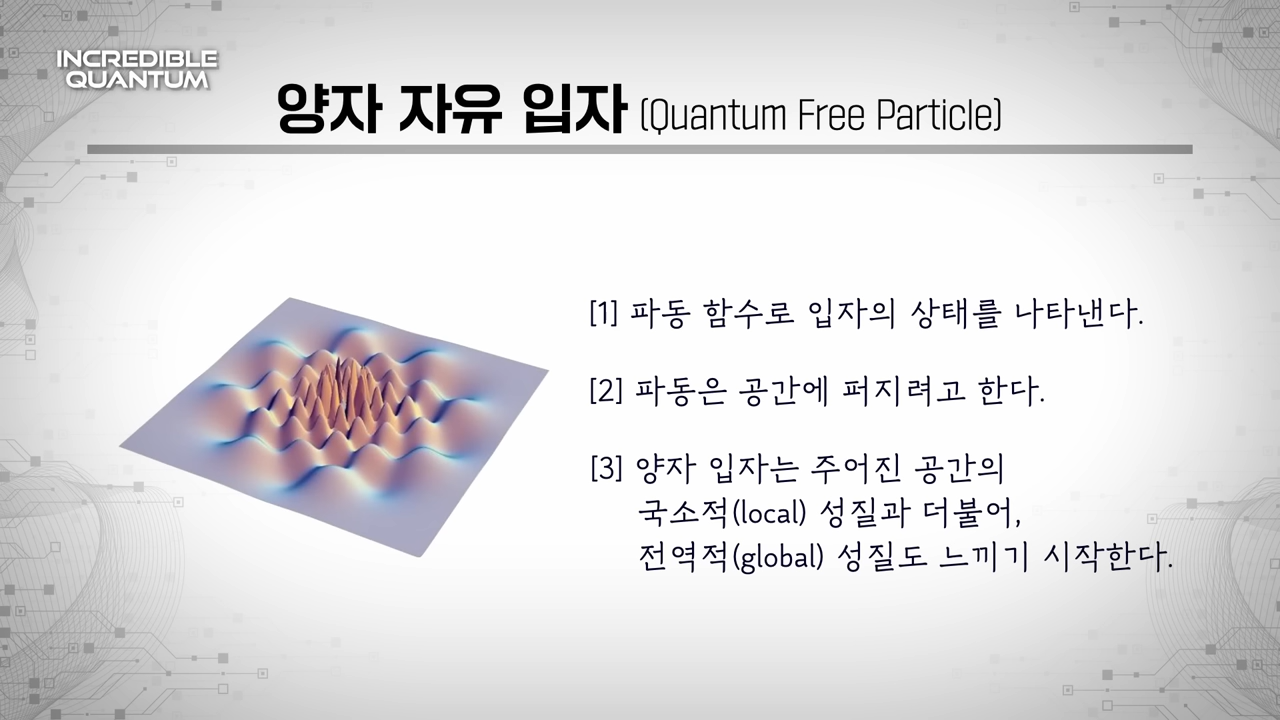 INCREDIBLE
QUANTUM
양자 자유 입자 (Quantum Free Particle)
[1] 파동 함수로 입자의 상태를 나타낸다.
[2] 파동은 공간에 퍼지려고 한다.
[3] 양자 입자는 주어진 공간의
국소적(local) 성질과 더불어,
전역적(global) 성질도 느끼기 시작한다.